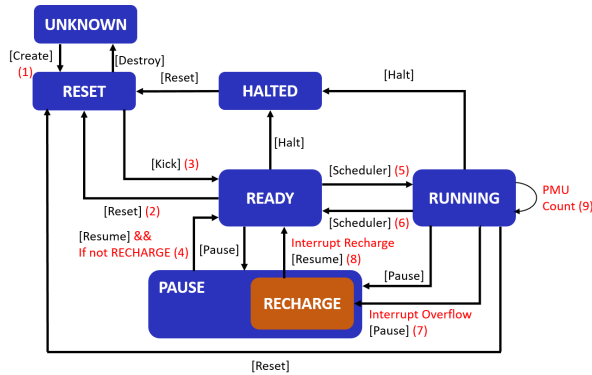 UNKNOWN
[Create]
(1)
[Destroy]
RESET
[Reset]
HALTED
[Halt]
[Halt]
[Kick] (3)
[Scheduler] (5)
READY
RUNNING
PMU
Count (9)
[Reset] (2)
[Scheduler] (6)
[Resume] &&
If not RECHARGE (4)
[Pause]
Interrupt Recharge
[Resume] (8)
[Pause]
PAUSE
RECHARGE
Interrupt Overflow
[Pause] (7)
[Reset]